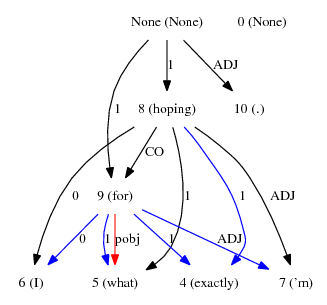 None (None) 0 (None)
1 ADJ
8 (hoping) 10 (.)
1
CO
9 (for) 0 1 1 ADJ
0 1 pobj 1 ADJ
6 (I) 5 (what) 4 (exactly) 7 ('m)